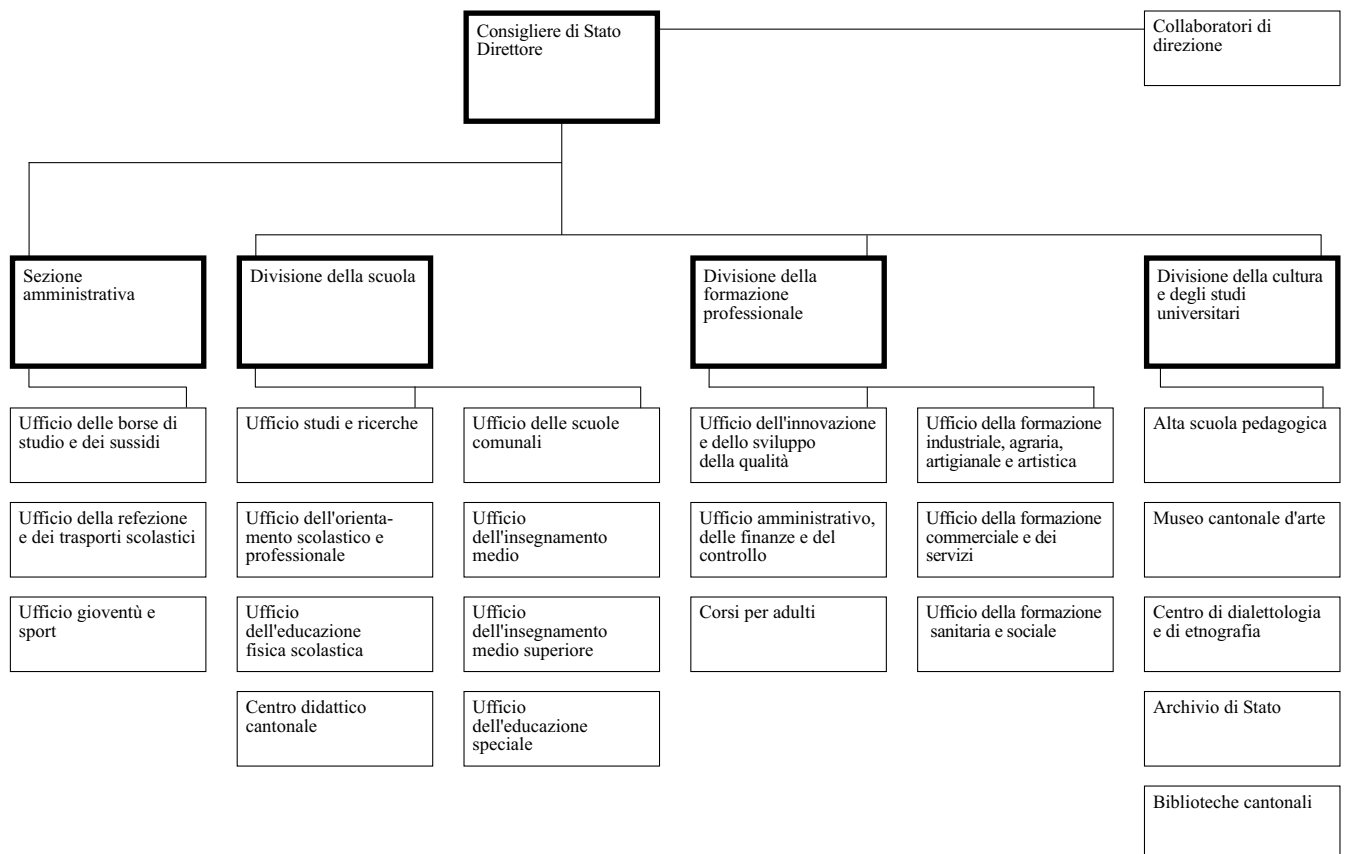 Consigliere di Stato
Direttore
Collaboratori di
direzione
Sezione
amministrativa
Divisione della scuola
Divisione della
formazione
professionale
Divisione della cultura
e degli studi
universitari
Ufficio delle borse di
studio e dei sussidi
Ufficio studi e ricerche
Ufficio delle scuole
comunali
Ufficio dell'innovazione
e dello sviluppo
della qualità
Ufficio della formazione
industriale, agraria,
artigianale e artistica
Alta scuola pedagogica
Ufficio della refezione
e dei trasporti scolastici
Ufficio dell'orienta-
mento scolastico e
professionale
Ufficio
dell'insegnamento
medio
Ufficio amministrativo,
delle finanze e del
controllo
Ufficio della formazione
commerciale e dei
servizi
Museo cantonale d'arte
Ufficio gioventù e
sport
Ufficio
dell'educazione
fisica scolastica
Ufficio
dell'insegnamento
medio superiore
Corsi per adulti
Ufficio della formazione
sanitaria e sociale
Centro di dialettologia
e di etnografia
Centro didattico
cantonale
Ufficio
dell'educazione
speciale
Archivio di Stato
Biblioteche cantonali